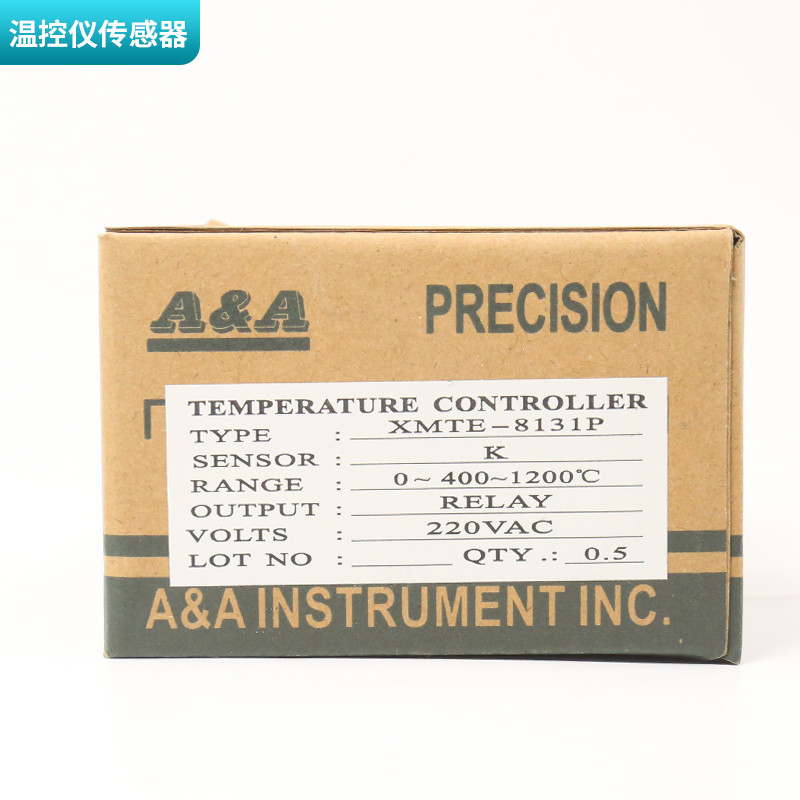 温控仪传感器
A&A PRECISION
TEMPERATURE CONTROLLER
TYPE : XMTE-8131P
SENSOR : K
RANGE : 0~400~1200℃
OUTPUT : RELAY
VOLTS : 220VAC
LOT NO : QTY.: 0.5
A&A INSTRUMENT INC.